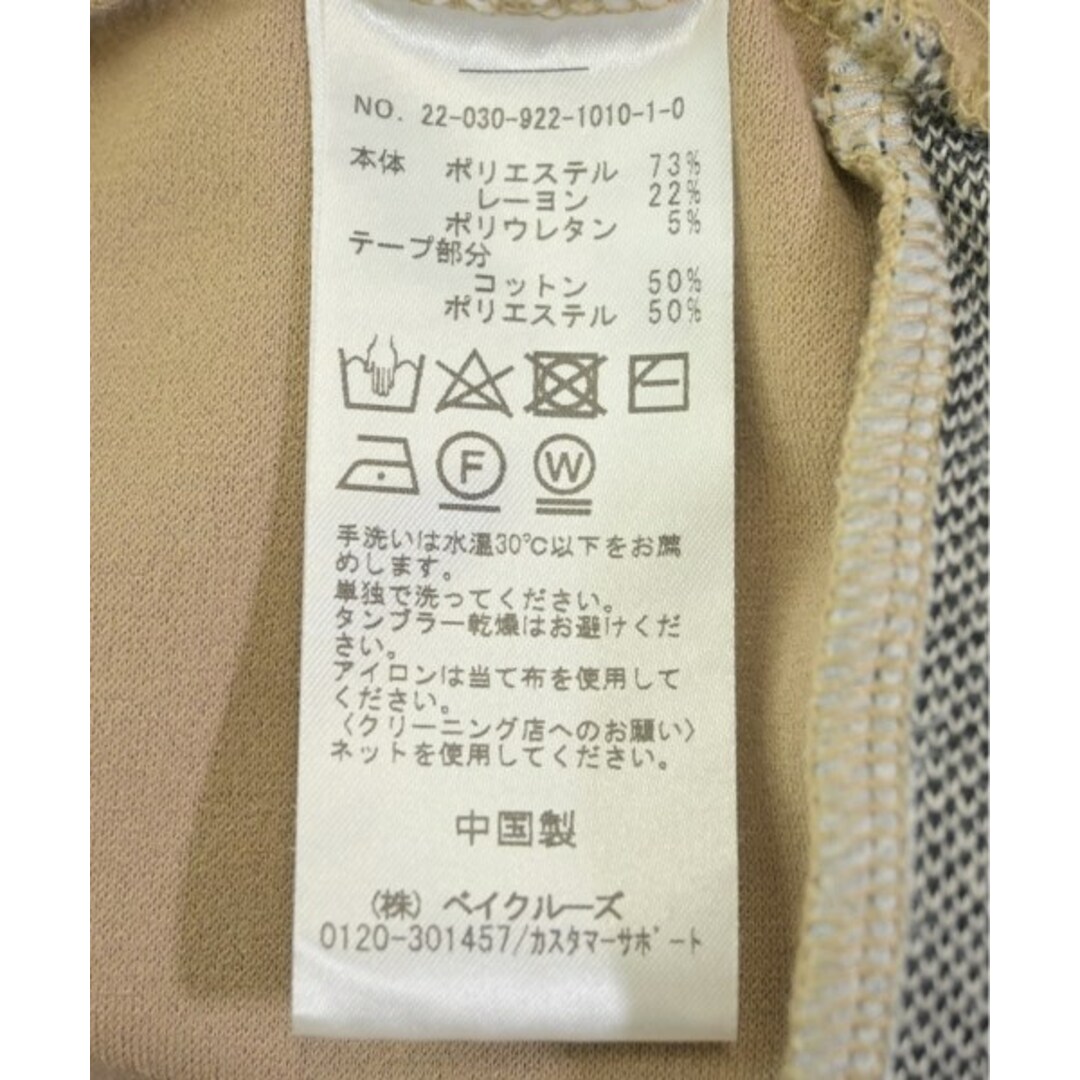 NO. 22-030-922-1010-1-0
本体 ポリエステル 73%
レーヨン 22%
ポリウレタン 5%
テープ部分
コットン 50%
ポリエステル 50%
F W
手洗いは水温30℃以下をお薦
めします。
単独で洗ってください。
タンブラー乾燥はお避けくだ
さい。
アイロンは当て布を使用して
ください。
〈クリーニング店へのお願い〉
ネットを使用してください。
中国製
(株) ベイクルーズ
0120-301457/カスタマーサポート